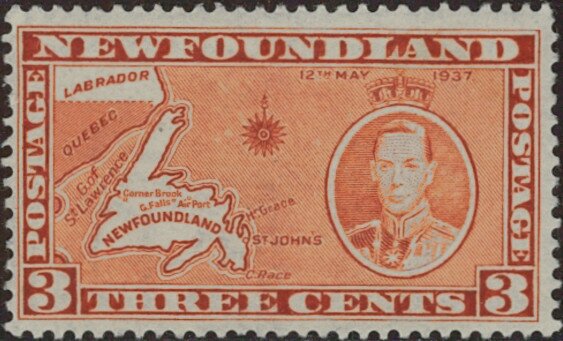 NEWFOUNDLAND
POSTAGE
POSTAGE
12TH MAY 1937
LABRADOR
QUEBEC
G. of
St Lawrence
Corner Brook
G. Falls Air Port
NEWFOUNDLAND
Hr Grace
ST JOHN'S
C. Race
3 THREE CENTS 3